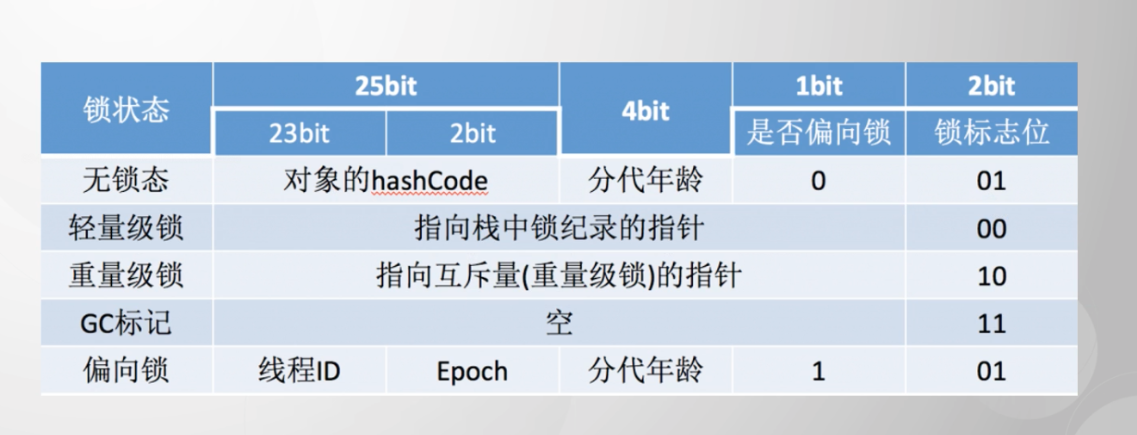 锁状态 25bit 4bit 1bit 2bit
23bit 2bit 是否偏向锁 锁标志位
无锁态 对象的hashCode 分代年龄 0 01
轻量级锁 指向栈中锁纪录的指针 00
重量级锁 指向互斥量(重量级锁)的指针 10
GC标记 空 11
偏向锁 线程ID Epoch 分代年龄 1 01